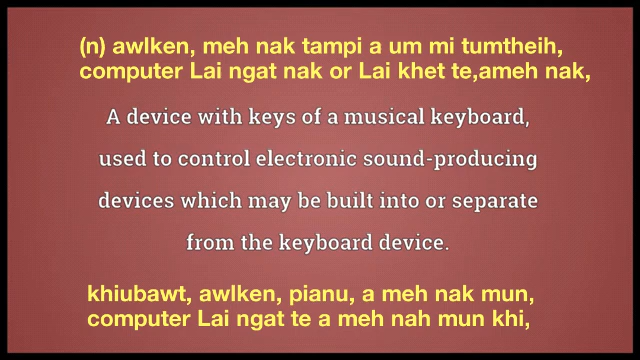 (n) awlken, meh nak tampi a um mi tumtheih,
computer Lai ngat nak or Lai khet te,ameh nak,
A device with keys of a musical keyboard,
used to control electronic sound-producing
devices which may be built into or separate
from the keyboard device.
khiubawt, awlken, pianu, a meh nak mun,
computer Lai ngat te a meh nah mun khi,